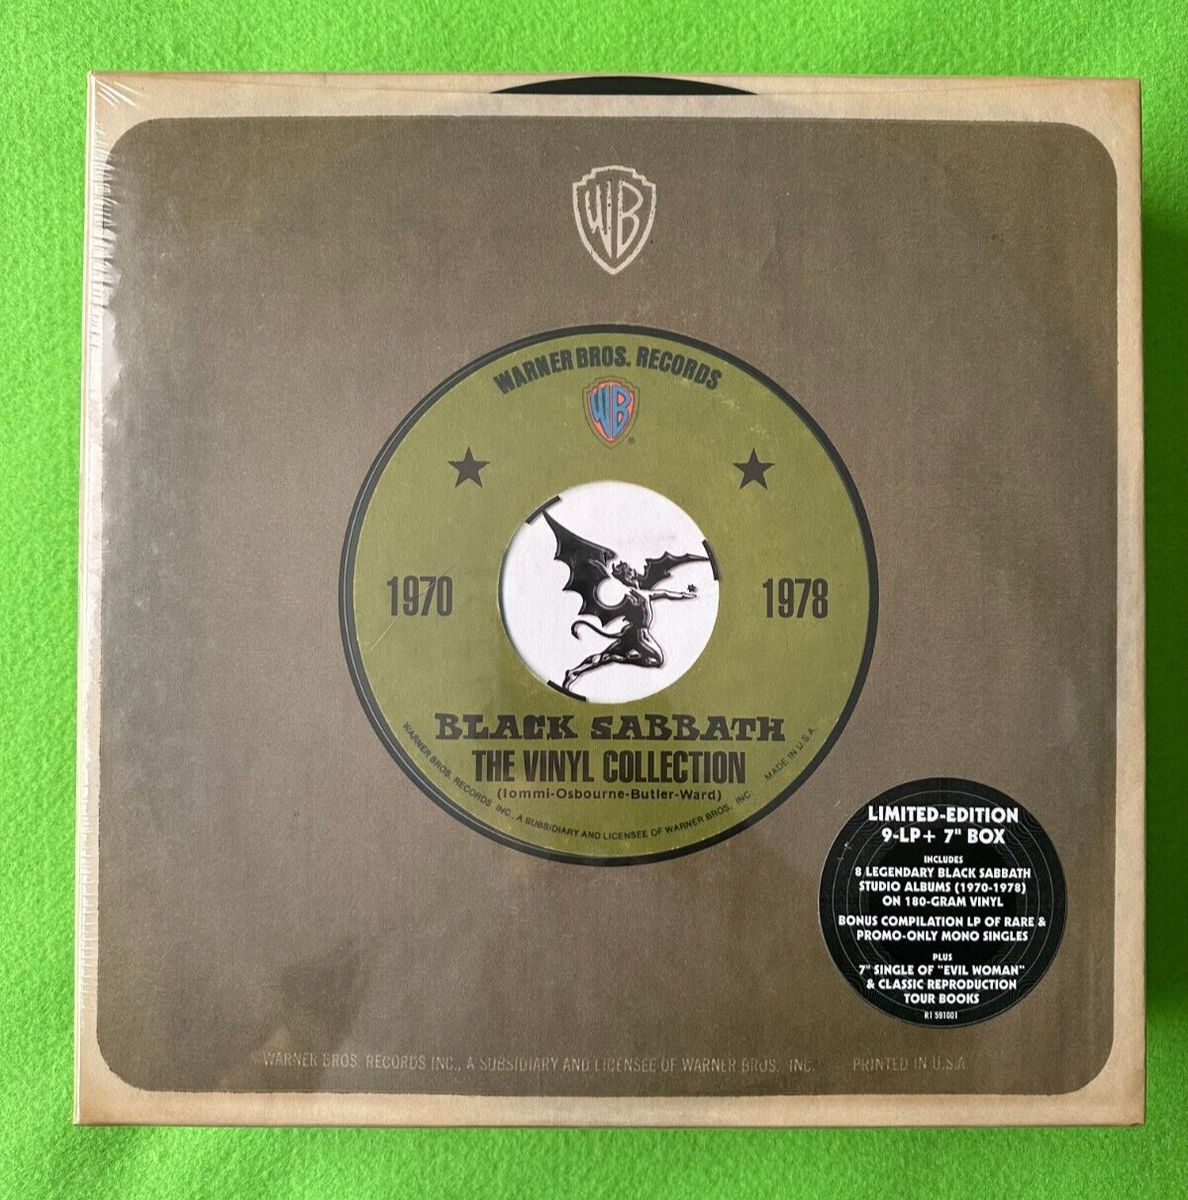 WB
WARNER BROS. RECORDS
WB
®
1970
1978
BLACK SABBATH
THE VINYL COLLECTION
(Iommi-Osbourne-Butler-Ward)
WARNER BROS. RECORDS INC., A SUBSIDIARY AND LICENSEE OF WARNER BROS., INC. MADE IN U.S.A.
LIMITED-EDITION
9-LP+ 7" BOX
INCLUDES
8 LEGENDARY BLACK SABBATH
STUDIO ALBUMS (1970-1978)
ON 180-GRAM VINYL
BONUS COMPILATION LP OF RARE &
PROMO-ONLY MONO SINGLES
PLUS
7" SINGLE OF "EVIL WOMAN"
& CLASSIC REPRODUCTION
TOUR BOOKS
R1 591001
©WARNER BROS. RECORDS INC., A SUBSIDIARY AND LICENSEE OF WARNER BROS., INC. PRINTED IN U.S.A.